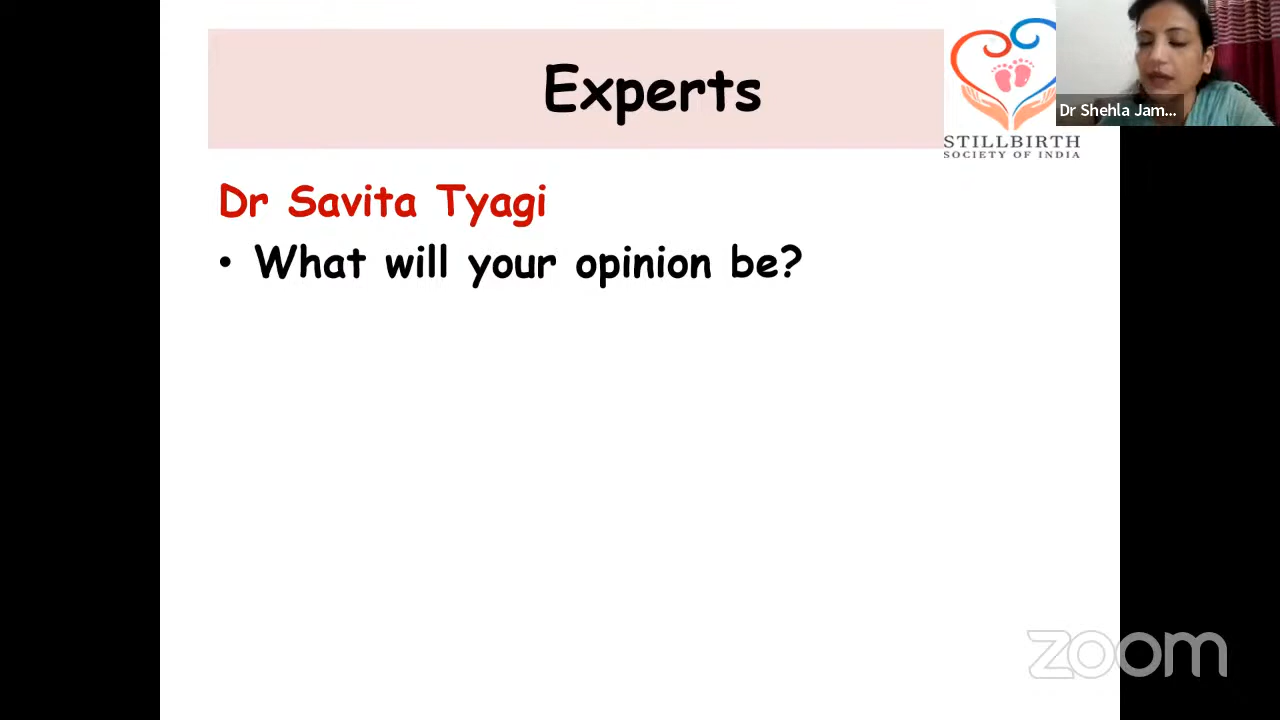 Experts
STILLBIRTH
SOCIETY OF INDIA
Dr Shehla Jam...
Dr Savita Tyagi
• What will your opinion be?
zoom